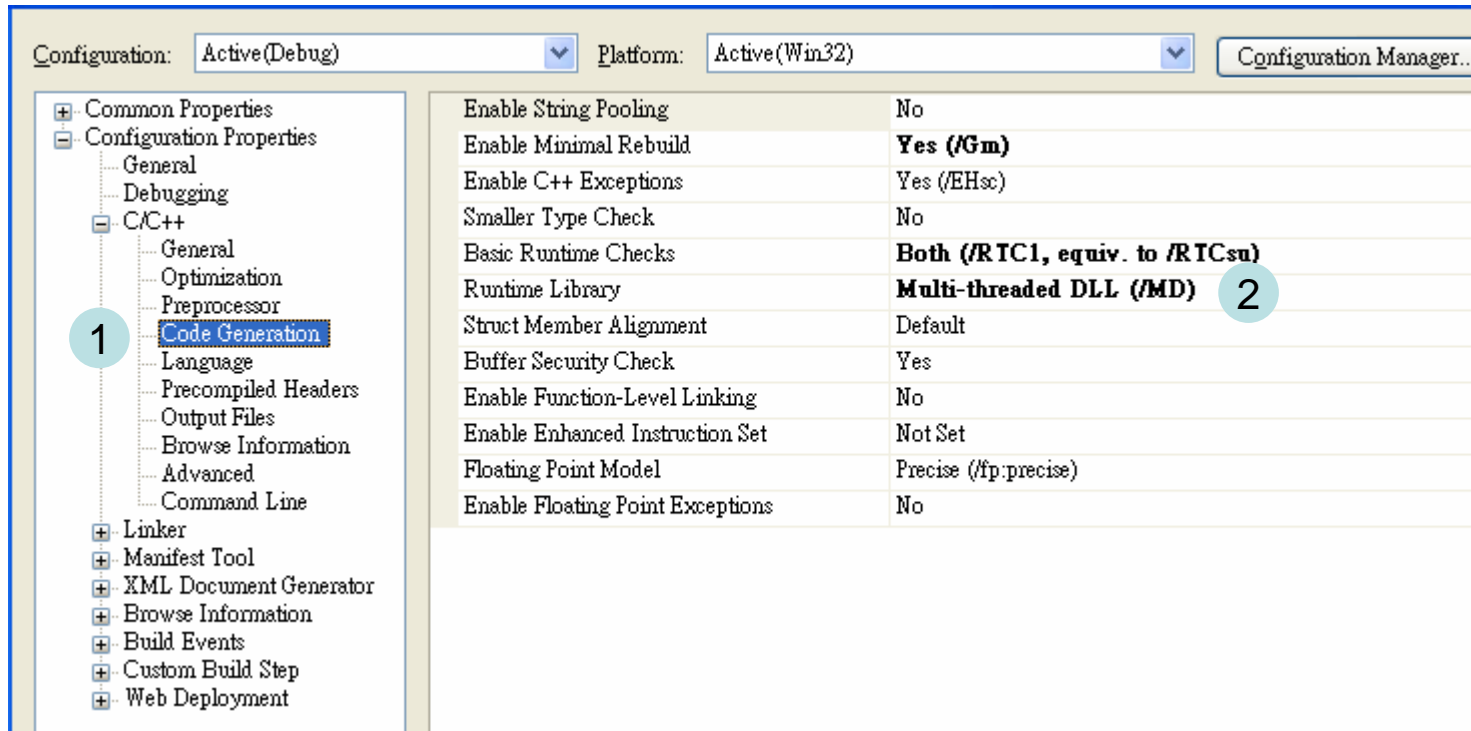 Configuration: Active(Debug) Platform: Active(Win32) Configuration Manager..
Common Properties
Configuration Properties
General
Debugging
C/C++
General
Optimization
Preprocessor
1 Code Generation
Language
Precompiled Headers
Output Files
Browse Information
Advanced
Command Line
Linker
Manifest Tool
XML Document Generator
Browse Information
Build Events
Custom Build Step
Web Deployment
Enable String Pooling No
Enable Minimal Rebuild Yes (/Gm)
Enable C++ Exceptions Yes (/EHsc)
Smaller Type Check No
Basic Runtime Checks Both (/RTC1, equiv. to /RTCsu)
Runtime Library Multi-threaded DLL (/MD) 2
Struct Member Alignment Default
Buffer Security Check Yes
Enable Function-Level Linking No
Enable Enhanced Instruction Set Not Set
Floating Point Model Precise (/fp:precise)
Enable Floating Point Exceptions No